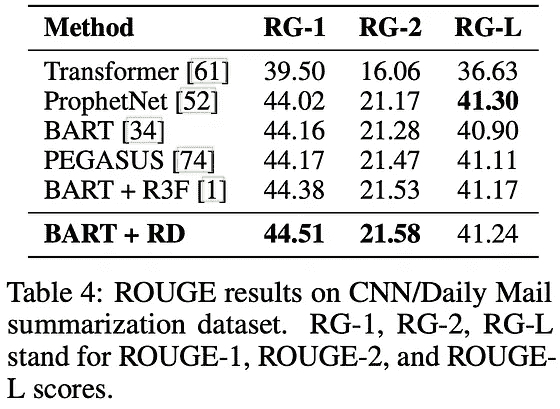 Method RG-1 RG-2 RG-L
Transformer [61] 39.50 16.06 36.63
ProphetNet [52] 44.02 21.17 41.30
BART [34] 44.16 21.28 40.90
PEGASUS [74] 44.17 21.47 41.11
BART + R3F [1] 44.38 21.53 41.17
BART + RD 44.51 21.58 41.24
Table 4: ROUGE results on CNN/Daily Mail
summarization dataset. RG-1, RG-2, RG-L
stand for ROUGE-1, ROUGE-2, and ROUGE-
L scores.